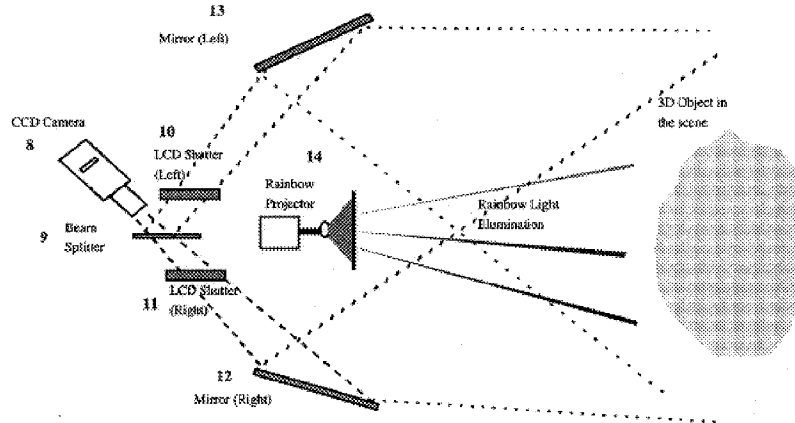 13
Mirror (Left)
CCD Camera
8
10
LCD Shutter
(Left)
14
Rainbow
Projector
3D Object in
the scene
Rainbow Light
Illumination
9
Beam
Splitter
11
LCD Shutter
(Right)
12
Mirror (Right)